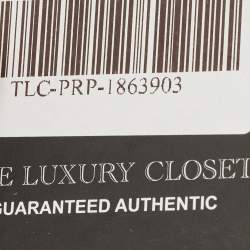 TLC-PRP-1863903
E LUXURY CLOSET
GUARANTEED AUTHENTIC